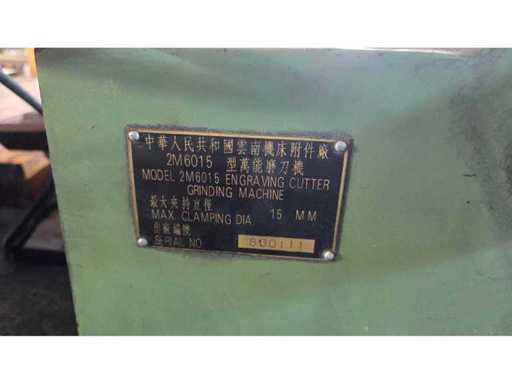 中華人民共和國雲南機床附件廠
2M6015 型萬能磨刀機
MODEL 2M6015 ENGRAVING CUTTER
GRINDING MACHINE
最大夾持直徑
MAX. CLAMPING DIA. 15 MM
出廠編號
SERIAL NO. 800111